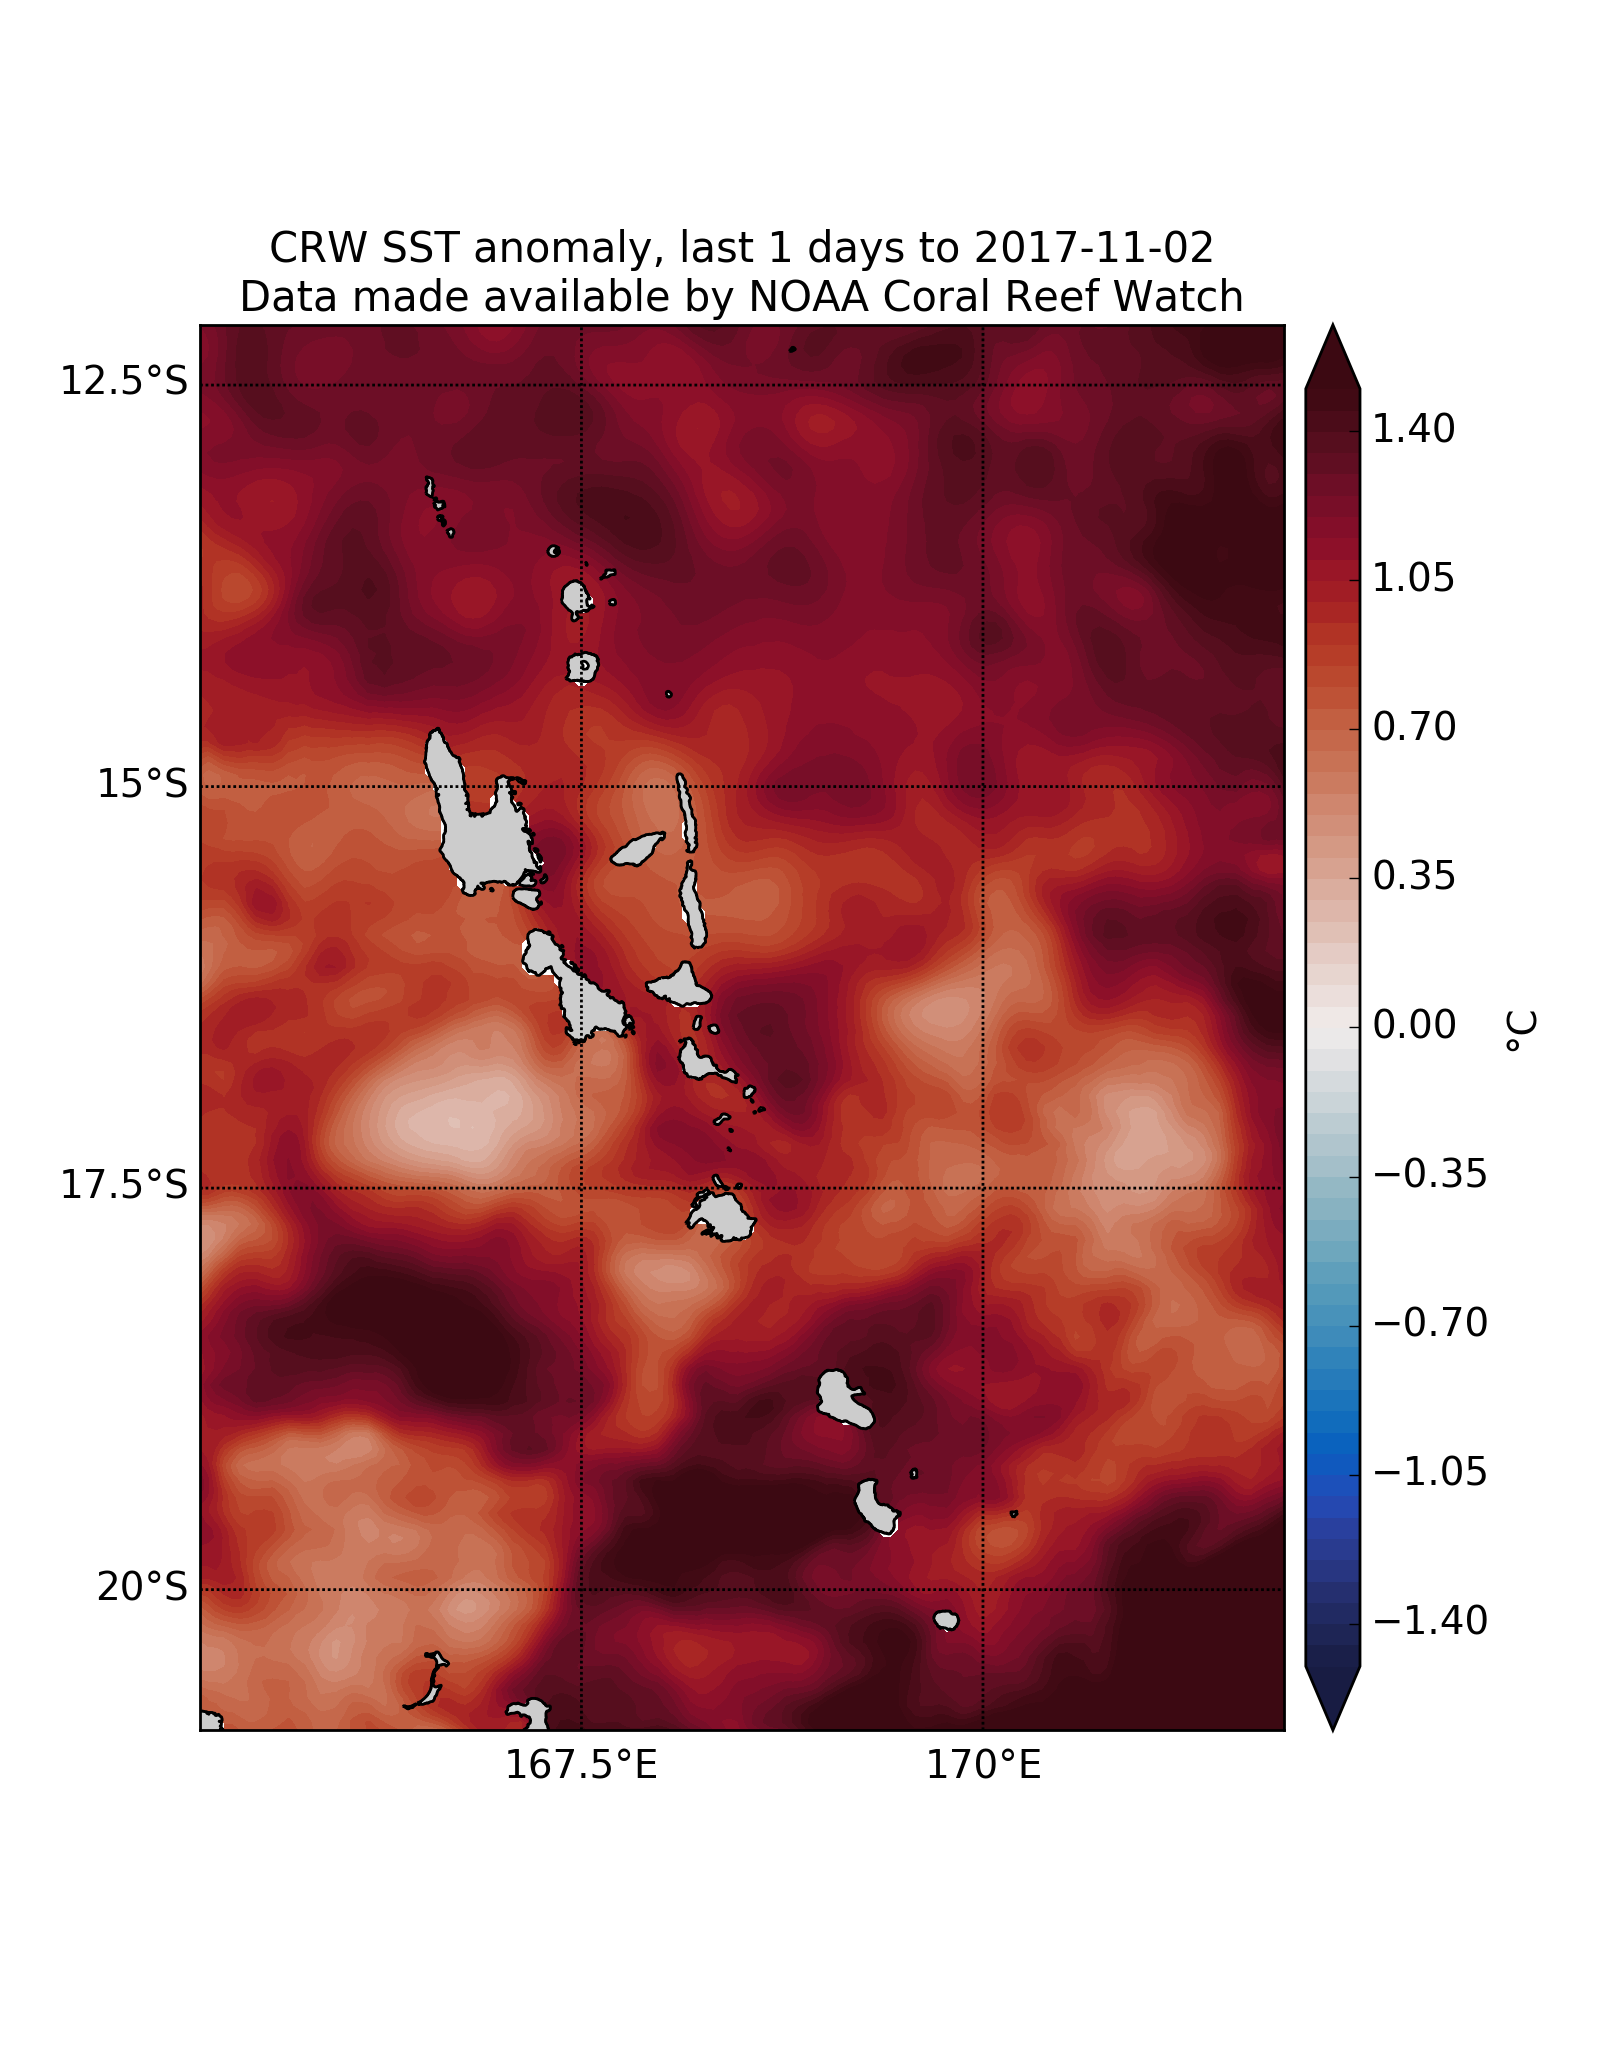 CRW SST anomaly, last 1 days to 2017-11-02
Data made available by NOAA Coral Reef Watch
12.5°S
15°S
17.5°S
20°S
167.5°E
170°E
1.40
1.05
0.70
0.35
0.00
−0.35
−0.70
−1.05
−1.40
°C